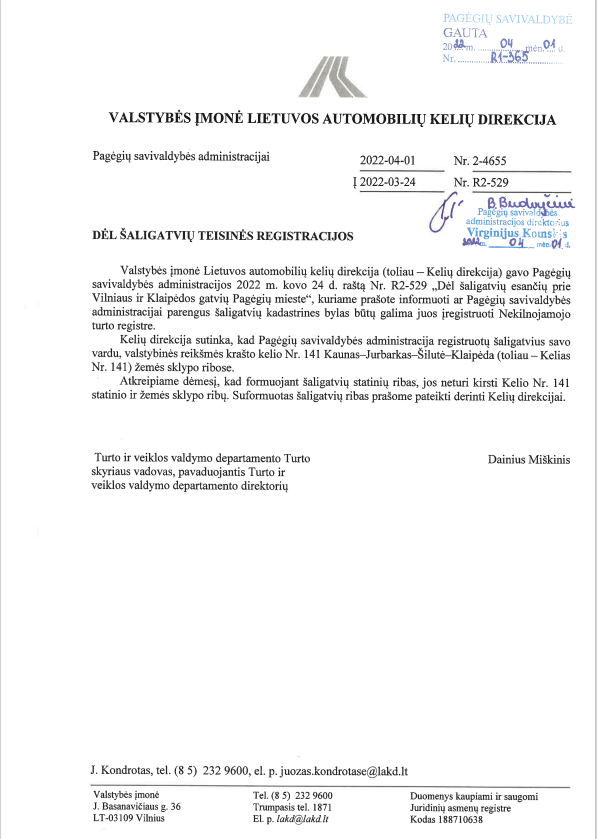 PAGĖGIŲ SAVIVALDYBĖ
GAUTA
2022 m. 04 mėn. 01 d.
Nr. R1-365
VALSTYBĖS ĮMONĖ LIETUVOS AUTOMOBILIŲ KELIŲ DIREKCIJA
Pagėgių savivaldybės administracijai
2022-04-01 Nr. 2-4655
Į 2022-03-24 Nr. R2-529
Pagėgių savivaldybės
administracijos direktorius
Virginijus Komskis
2022 m. 04 mėn. 01 d.
DĖL ŠALIGATVIŲ TEISINĖS REGISTRACIJOS
Valstybės įmonė Lietuvos automobilių kelių direkcija (toliau – Kelių direkcija) gavo Pagėgių
savivaldybės administracijos 2022 m. kovo 24 d. raštą Nr. R2-529 „Dėl šaligatvių esančių prie
Vilniaus ir Klaipėdos gatvių Pagėgių mieste“, kuriame prašote informuoti ar Pagėgių savivaldybės
administracijai parengus šaligatvių kadastrines bylas būtų galima juos įregistruoti Nekilnojamojo
turto registre.
Kelių direkcija sutinka, kad Pagėgių savivaldybės administracija registruotų šaligatvius savo
vardu, valstybinės reikšmės krašto kelio Nr. 141 Kaunas–Jurbarkas–Šilutė–Klaipėda (toliau – Kelias
Nr. 141) žemės sklypo ribose.
Atkreipiame dėmesį, kad formuojant šaligatvių statinių ribas, jos neturi kirsti Kelio Nr. 141
statinio ir žemės sklypo ribų. Suformuotas šaligatvių ribas prašome pateikti derinti Kelių direkcijai.
Turto ir veiklos valdymo departamento Turto
skyriaus vadovas, pavaduojantis Turto ir
veiklos valdymo departamento direktorių
Dainius Miškinis
J. Kondrotas, tel. (8 5) 232 9600, el. p. juozas.kondrotase@lakd.lt
Valstybės įmonė
J. Basanavičiaus g. 36
LT-03109 Vilnius
Tel. (8 5) 232 9600
Trumpasis tel. 1871
El. p. lakd@lakd.lt
Duomenys kaupiami ir saugomi
Juridinių asmenų registre
Kodas 188710638